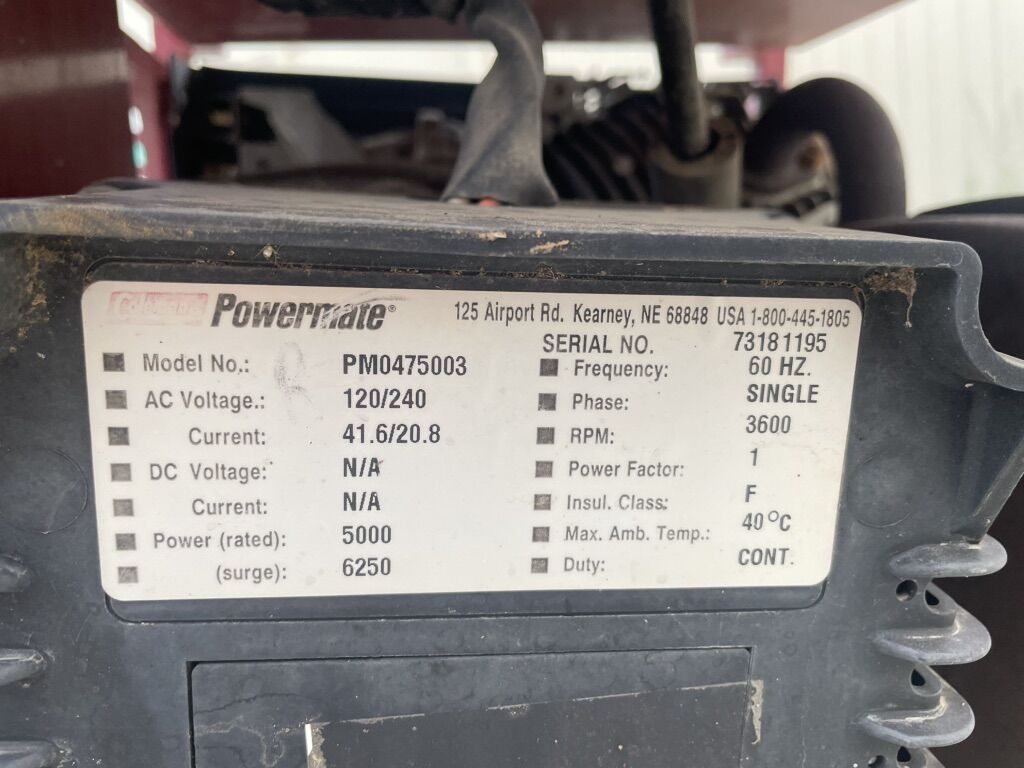 Powermate® 125 Airport Rd. Kearney, NE 68848 USA 1-800-445-1805
SERIAL NO. 73181195
Model No.: PM0475003
AC Voltage.: 120/240
Current: 41.6/20.8
DC Voltage: N/A
Current: N/A
Power (rated): 5000
(surge): 6250
Frequency: 60 HZ.
Phase: SINGLE
RPM: 3600
Power Factor: 1
Insul. Class: F
Max. Amb. Temp.: 40°C
Duty: CONT.